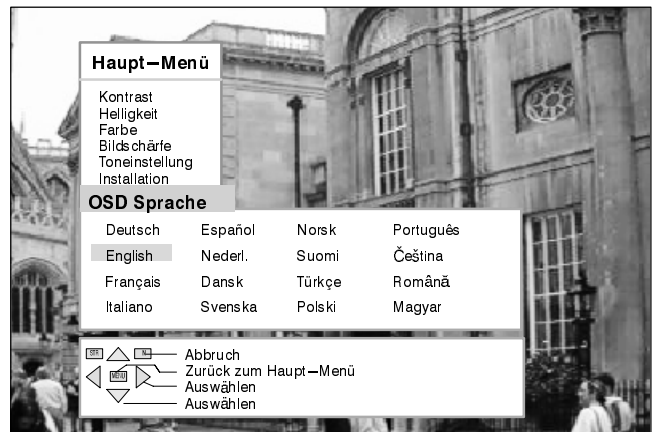 Haupt–Menü
Kontrast
Helligkeit
Farbe
Bildschärfe
Toneinstellung
Installation
OSD Sprache
Deutsch Español Norsk Português
English Nederl. Suomi Čeština
Français Dansk Türkçe Română
Italiano Svenska Polski Magyar
Abbruch
Zurück zum Haupt–Menü
MENU
Auswählen
Auswählen